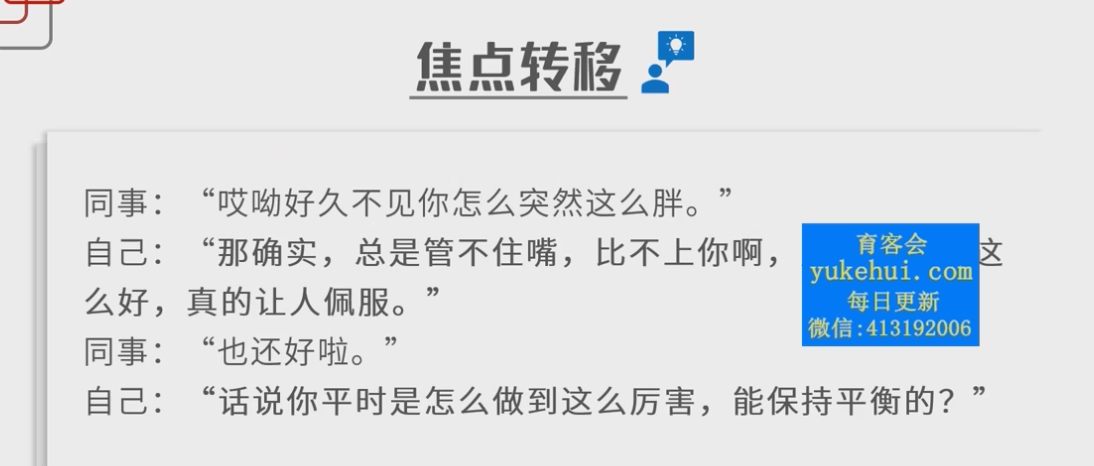 焦点转移
同事：“哎呦好久不见你怎么突然这么胖。”
自己：“那确实，总是管不住嘴，比不上你啊，
育客会
yukehui.com
每日更新
微信:413192006
这
么好，真的让人佩服。”
同事：“也还好啦。”
自己：“话说你平时是怎么做到这么厉害，能保持平衡的？”